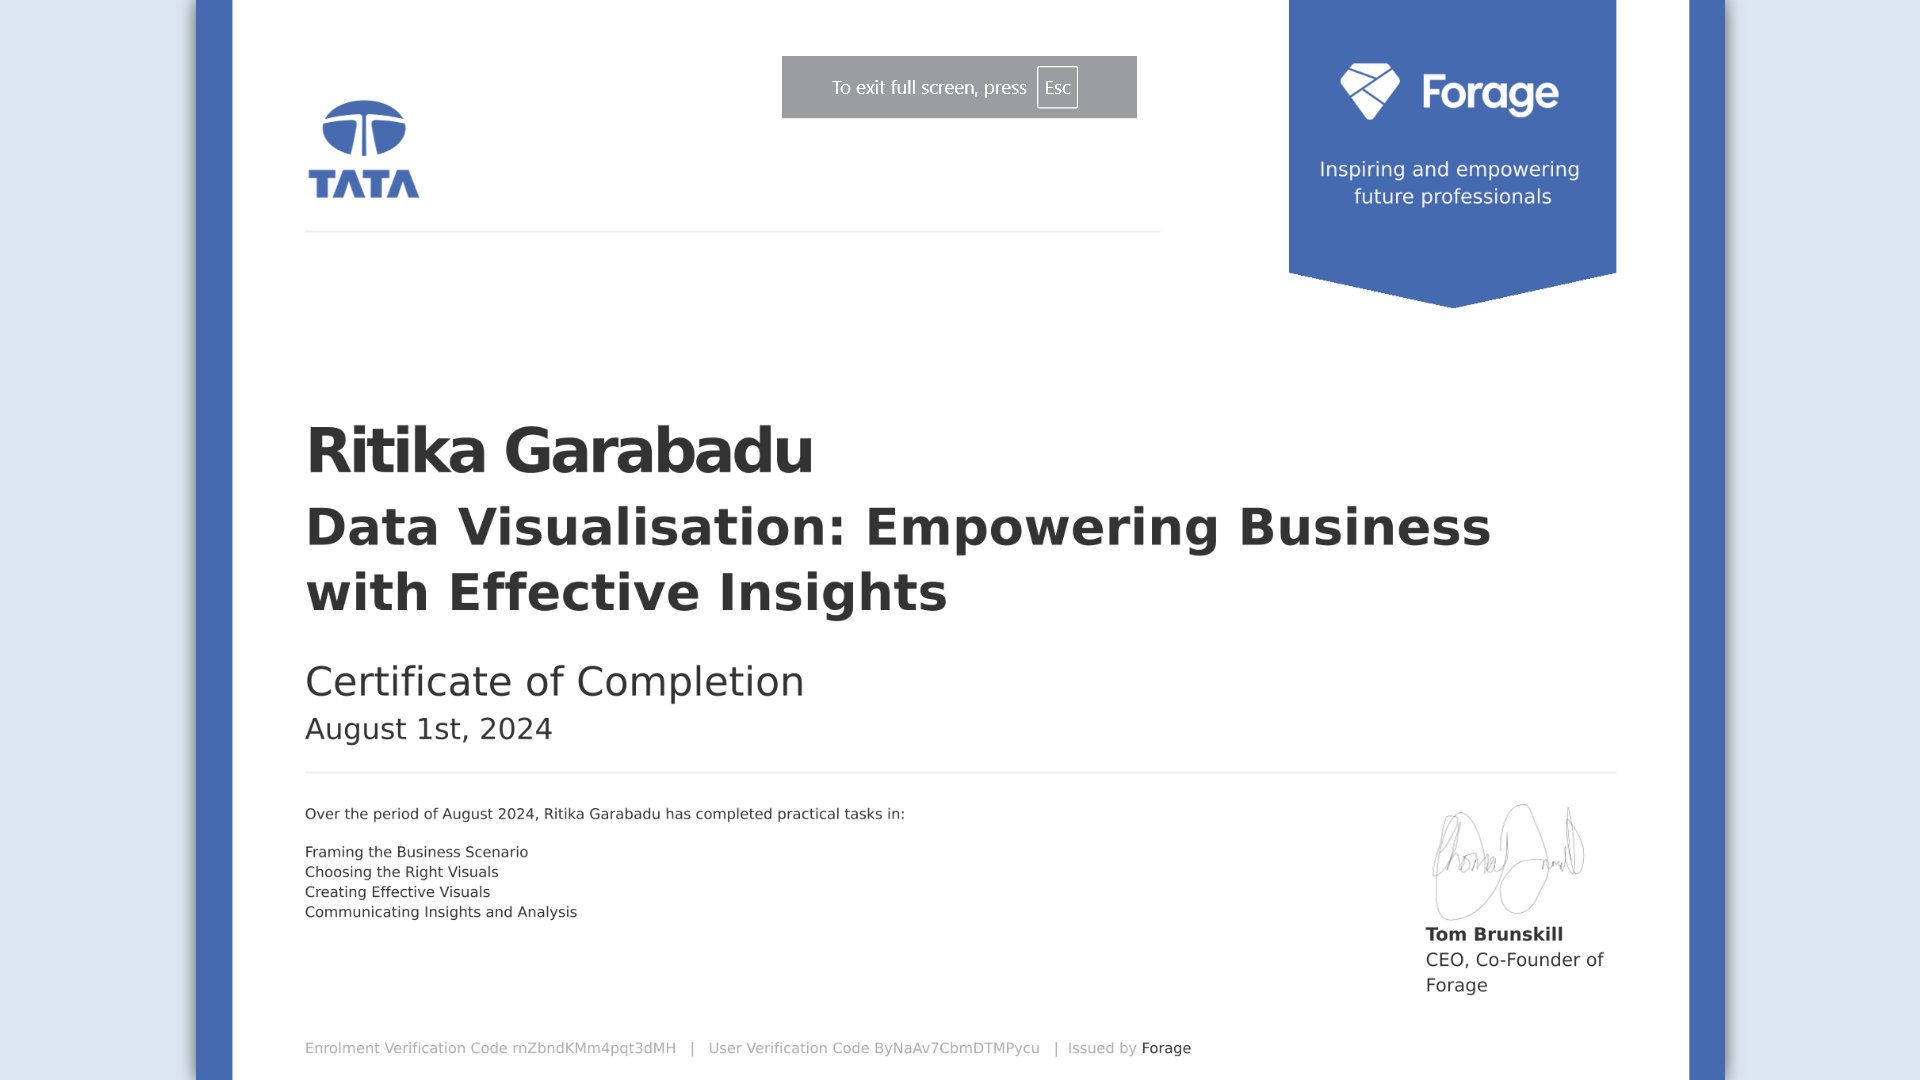 To exit full screen, press Esc
TATA
Forage
Inspiring and empowering
future professionals
Ritika Garabadu
Data Visualisation: Empowering Business
with Effective Insights
Certificate of Completion
August 1st, 2024
Over the period of August 2024, Ritika Garabadu has completed practical tasks in:
Framing the Business Scenario
Choosing the Right Visuals
Creating Effective Visuals
Communicating Insights and Analysis
Tom Brunskill
CEO, Co-Founder of
Forage
Enrolment Verification Code rnZbndKMm4pqt3dMH | User Verification Code ByNaAv7CbmDTMPycu | Issued by Forage